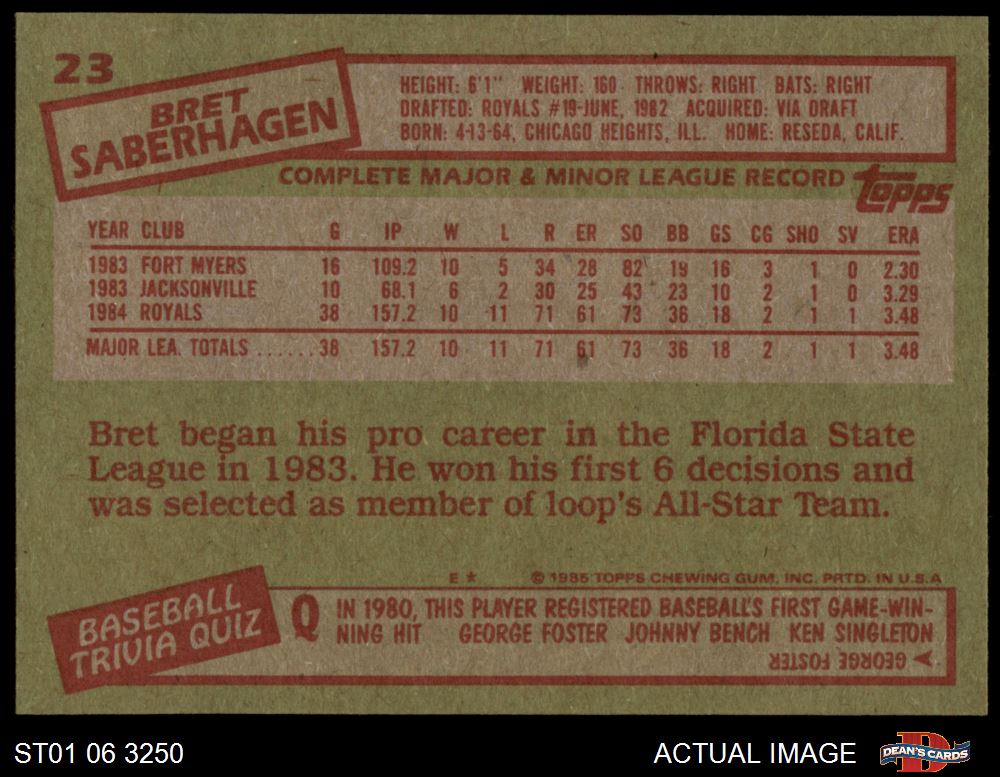 23
BRET
SABERHAGEN
HEIGHT: 6'1" WEIGHT: 160 THROWS: RIGHT BATS: RIGHT
DRAFTED: ROYALS #19-JUNE, 1982 ACQUIRED: VIA DRAFT
BORN: 4-13-64, CHICAGO HEIGHTS, ILL. HOME: RESEDA, CALIF.
COMPLETE MAJOR & MINOR LEAGUE RECORD topps
YEAR CLUB G IP W L R ER SO BB GS CG SHO SV ERA
1983 FORT MYERS 16 109.2 10 5 34 28 82 19 16 3 1 0 2.30
1983 JACKSONVILLE 10 68.1 6 2 30 25 43 23 10 2 1 0 3.29
1984 ROYALS 38 157.2 10 11 71 61 73 36 18 2 1 1 3.48
MAJOR LEA. TOTALS ......38 157.2 10 11 71 61 73 36 18 2 1 1 3.48
Bret began his pro career in the Florida State
League in 1983. He won his first 6 decisions and
was selected as member of loop's All-Star Team.
E * © 1985 TOPPS CHEWING GUM, INC. PRTD. IN U.S.A
BASEBALL
TRIVIA QUIZ
Q IN 1980, THIS PLAYER REGISTERED BASEBALL'S FIRST GAME-WIN-
NING HIT GEORGE FOSTER JOHNNY BENCH KEN SINGLETON
GEORGE FOSTER
ST01 06 3250
ACTUAL IMAGE
D
DEAN'S CARDS